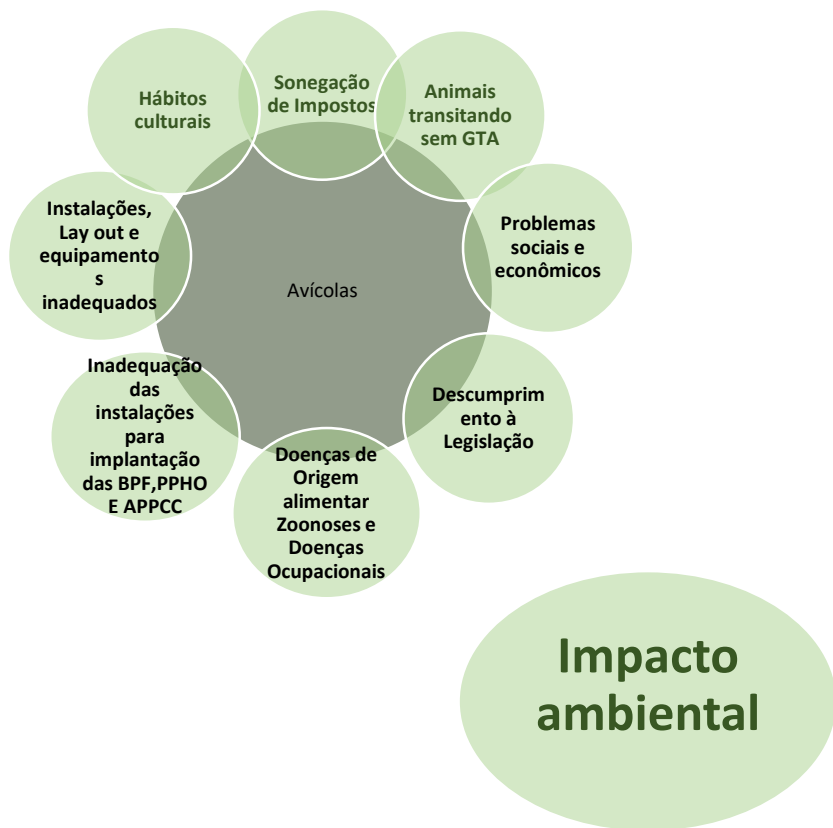 Hábitos
culturais
Sonegação
de Impostos
Animais
transitando
sem GTA
Instalações,
Lay out e
equipamento
s
inadequados
Avícolas
Problemas
sociais e
econômicos
Inadequação
das
instalações
para
implantação
das BPF,PPHO
E APPCC
Doenças de
Origem
alimentar
Zoonoses e
Doenças
Ocupacionais
Descumprim
ento à
Legislação
Impacto
ambiental